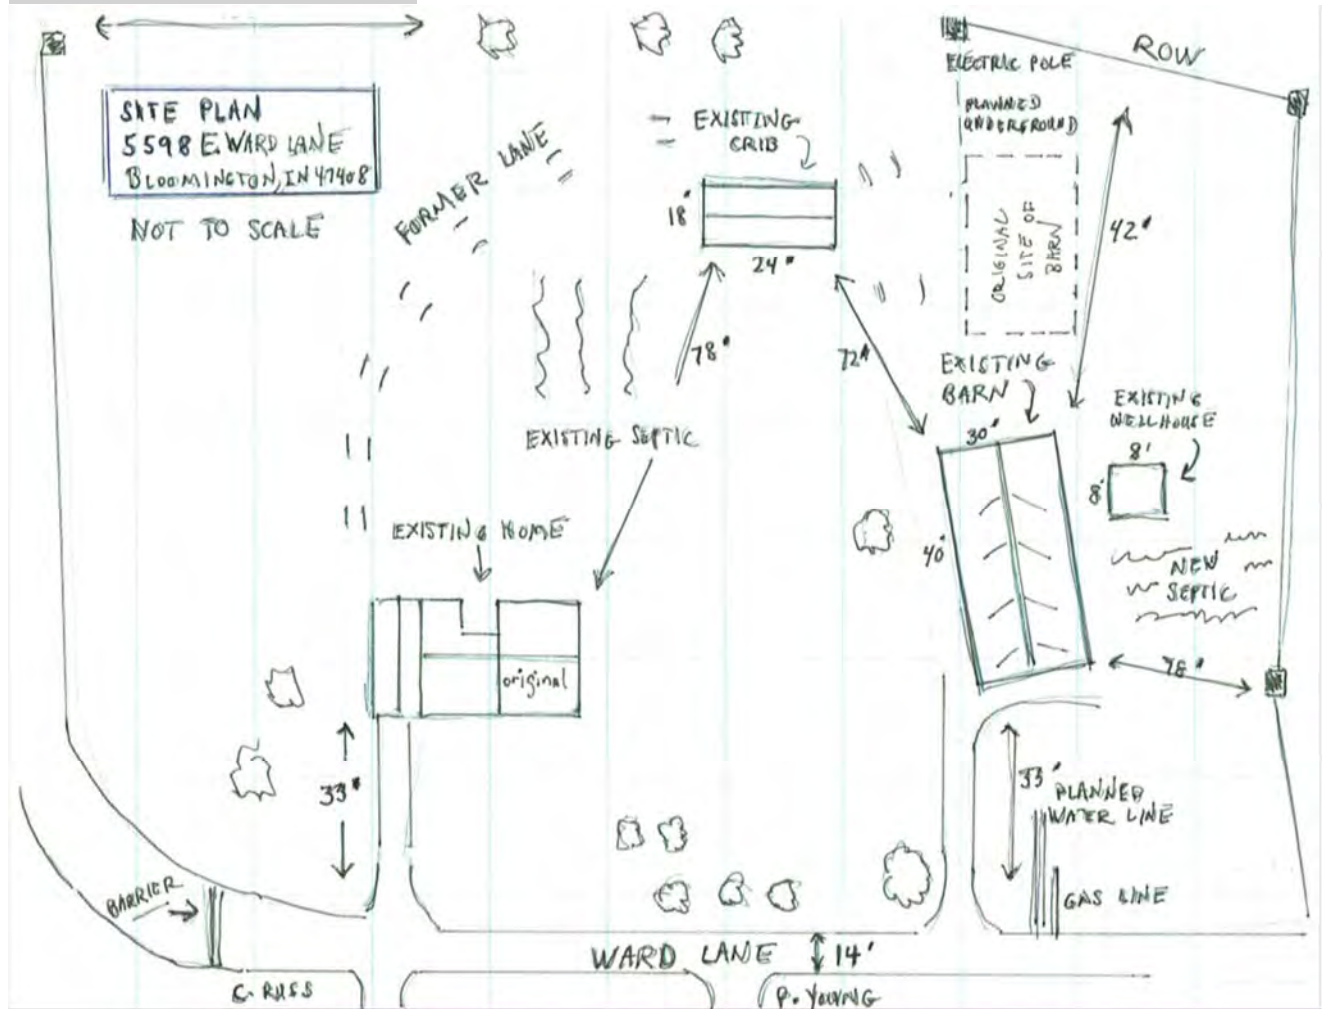 SITE PLAN
5598 E. WARD LANE
BLOOMINGTON, IN 47408
NOT TO SCALE
FORMER LANE
EXISTING
CRIB
18'
24'
ELECTRIC POLE
ROW
PLANNED
UNDERGROUND
ORIGINAL
SITE OF
BARN
42'
78'
72'
EXISTING
BARN
30'
40'
EXISTING
WELLHOUSE
8'
8'
EXISTING SEPTIC
EXISTING HOME
original
NEW
SEPTIC
78'
33'
33'
PLANNED
WATER LINE
GAS LINE
BARRIER
WARD LANE
14'
C. RUSS
P. YOUNG